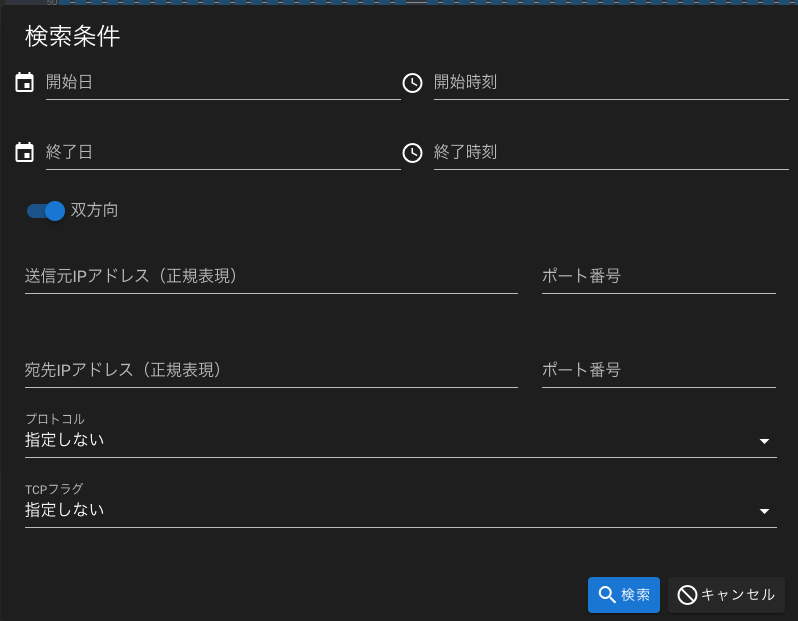 50
検索条件
開始日 開始時刻
終了日 終了時刻
双方向
送信元IPアドレス（正規表現） ポート番号
宛先IPアドレス（正規表現） ポート番号
プロトコル
指定しない
TCPフラグ
指定しない
検索 キャンセル